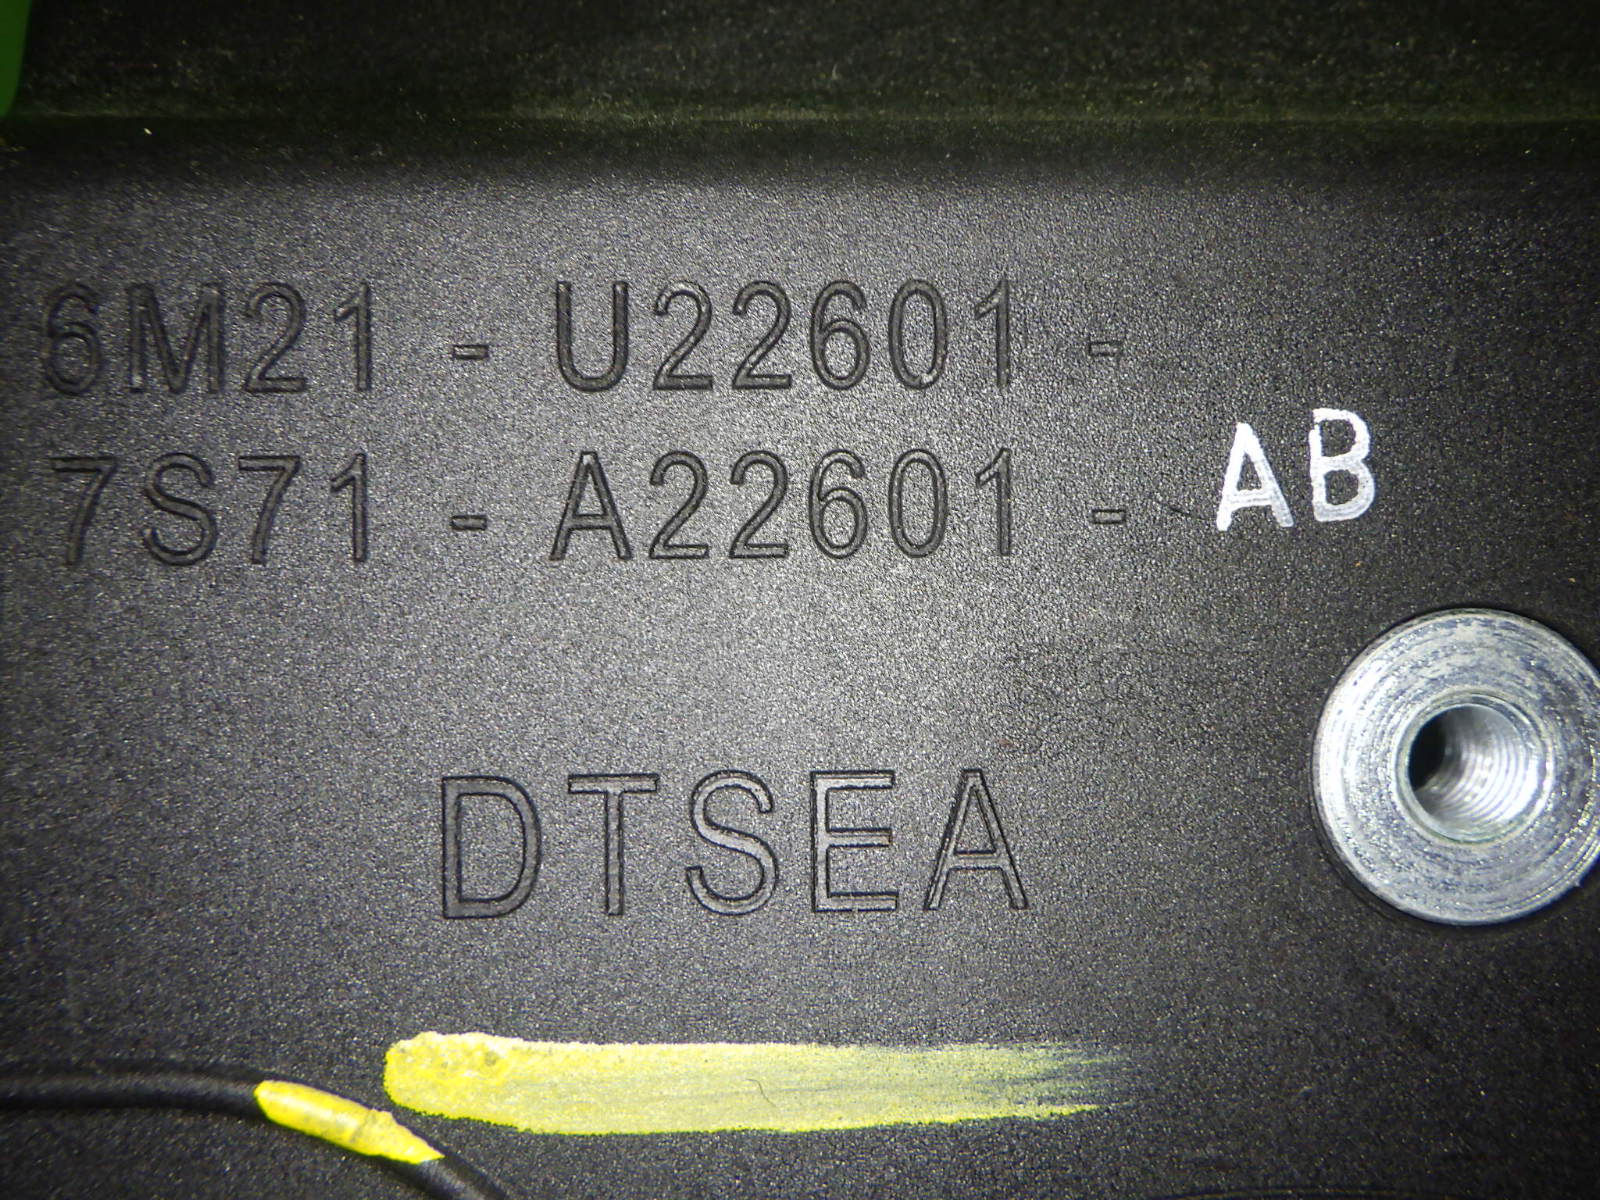 6M21 - U22601 -
7S71 - A22601 - AB
DTSEA